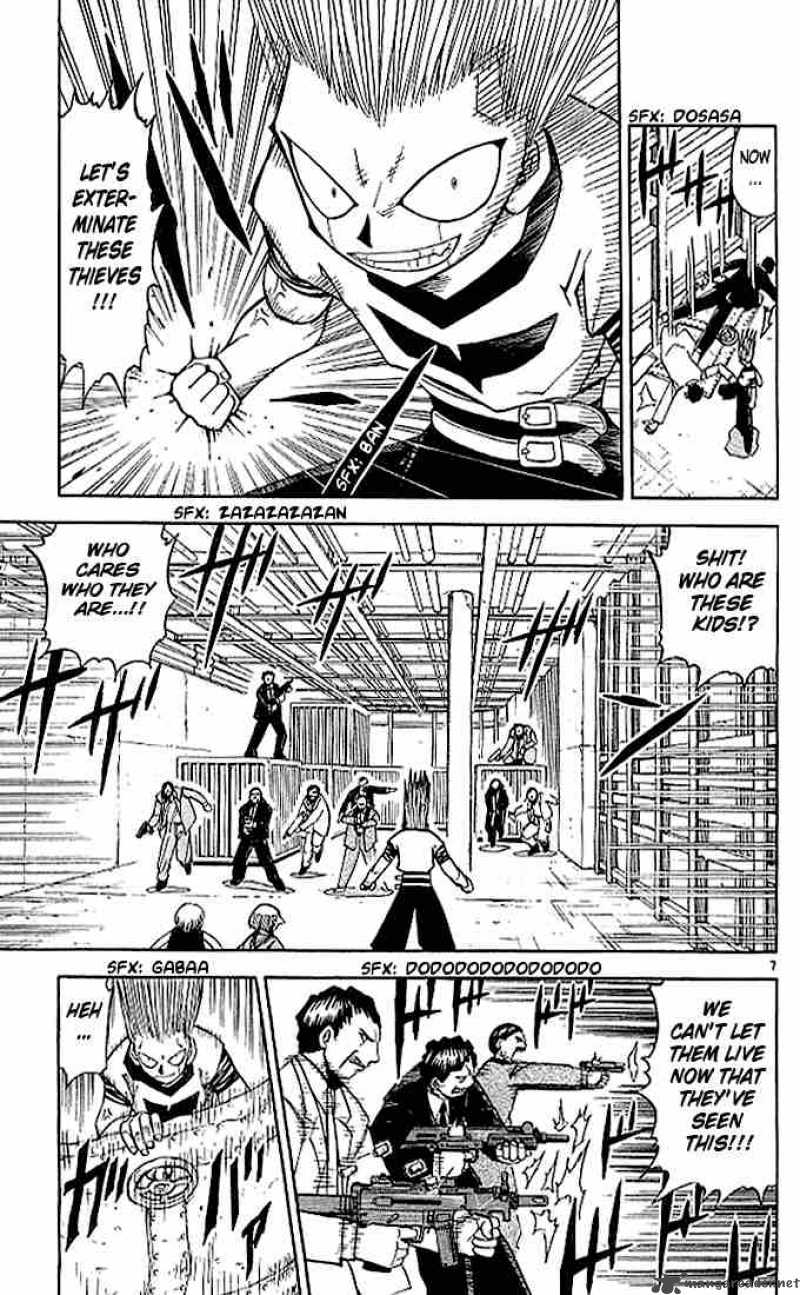 SFX: DOSASA
NOW
...
LET'S
EXTER-
MINATE
THESE
THIEVES
!!!
SFX: BAN
SFX: ZAZAZAZAZAN
SHIT!
WHO ARE
THESE
KIDS!?
WHO
CARES
WHO THEY
ARE...!!
7
SFX: DODODODODODODODO
WE
CAN'T LET
THEM LIVE
NOW THAT
THEY'VE
SEEN
THIS!!!
SFX: GABAA
HEH
...
mangareader.net